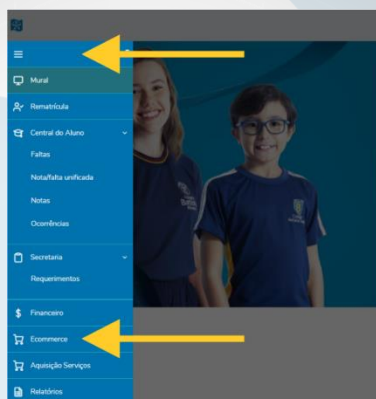 Mural
Rematrícula
Central do Aluno
Faltas
Nota/falta unificada
Notas
Ocorrências
Secretaria
Requerimentos
Financeiro
Ecommerce
Aquisição Serviços
Relatórios